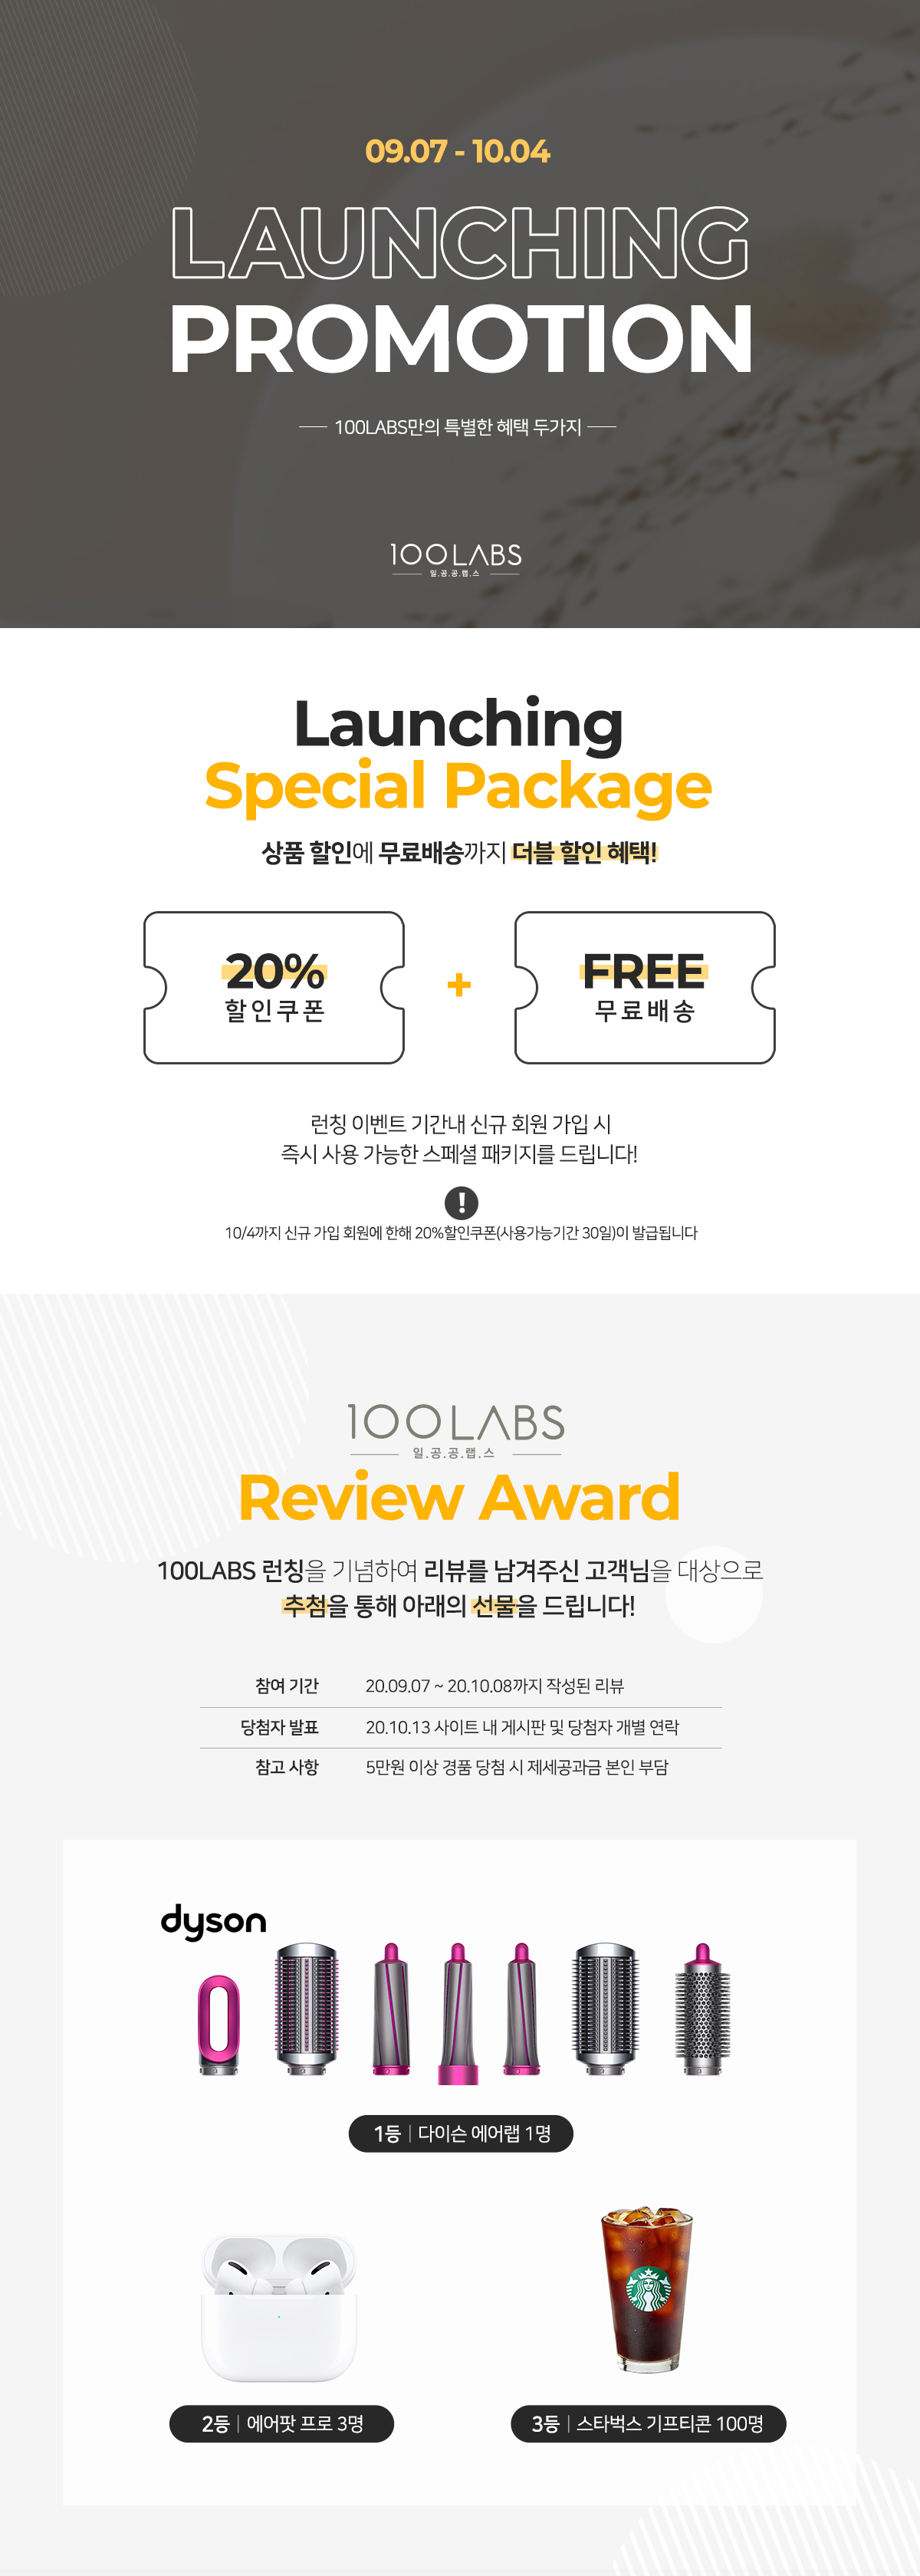 09.07 - 10.04
LAUNCHING
PROMOTION
100LABS만의 특별한 혜택 두가지
100LABS
일.공.공.랩.스
Launching
Special Package
상품 할인에 무료배송까지 더블 할인 혜택!
20%
할인쿠폰
+
FREE
무료배송
런칭 이벤트 기간내 신규 회원 가입 시
즉시 사용 가능한 스페셜 패키지를 드립니다!
!
10/4까지 신규 가입 회원에 한해 20%할인쿠폰(사용가능기간 30일)이 발급됩니다
100LABS
일.공.공.랩.스
Review Award
100LABS 런칭을 기념하여 리뷰를 남겨주신 고객님을 대상으로
추첨을 통해 아래의 선물을 드립니다!
참여 기간 20.09.07 ~ 20.10.08까지 작성된 리뷰
당첨자 발표 20.10.13 사이트 내 게시판 및 당첨자 개별 연락
참고 사항 5만원 이상 경품 당첨 시 제세공과금 본인 부담
dyson
1등 | 다이슨 에어랩 1명
2등 | 에어팟 프로 3명
3등 | 스타벅스 기프티콘 100명